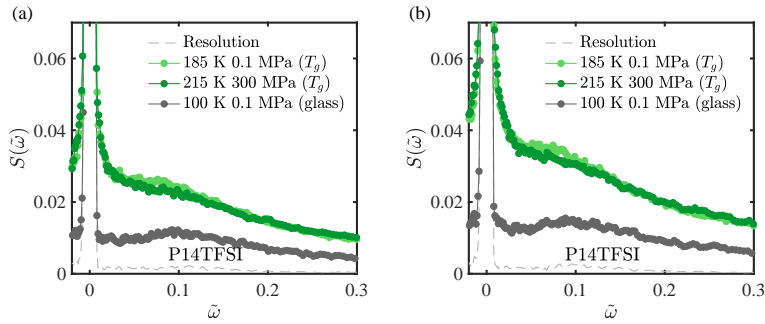 (a)
0.06
0.04
0.02
0
S(ω̃)
Resolution
185 K 0.1 MPa (Tg)
215 K 300 MPa (Tg)
100 K 0.1 MPa (glass)
P14TFSI
0 0.1 0.2 0.3
ω̃
(b)
0.06
0.04
0.02
0
S(ω̃)
Resolution
185 K 0.1 MPa (Tg)
215 K 300 MPa (Tg)
100 K 0.1 MPa (glass)
P14TFSI
0 0.1 0.2 0.3
ω̃